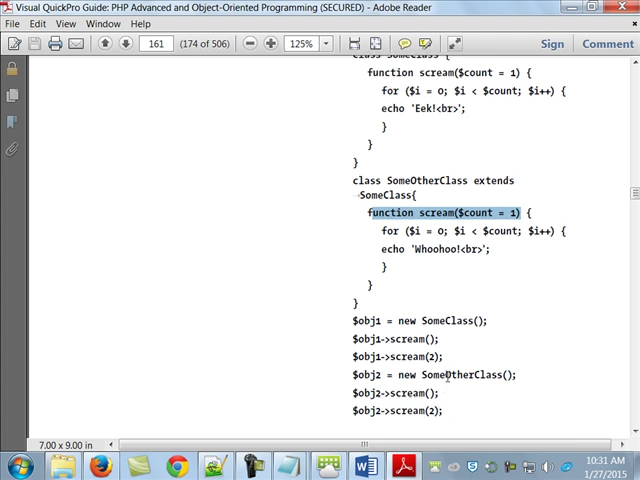 Visual QuickPro Guide: PHP Advanced and Object-Oriented Programming (SECURED) - Adobe Reader
File Edit View Window Help
161 (174 of 506) 125% Sign Comment
class SomeClass {
function scream($count = 1) {
for ($i = 0; $i < $count; $i++) {
echo 'Eek!<br>';
}
}
}
class SomeOtherClass extends
SomeClass{
function scream($count = 1) {
for ($i = 0; $i < $count; $i++) {
echo 'Whoohoo!<br>';
}
}
}
$obj1 = new SomeClass();
$obj1->scream();
$obj1->scream(2);
$obj2 = new SomeOtherClass();
$obj2->scream();
$obj2->scream(2);
7.00 x 9.00 in
10:31 AM
1/27/2015